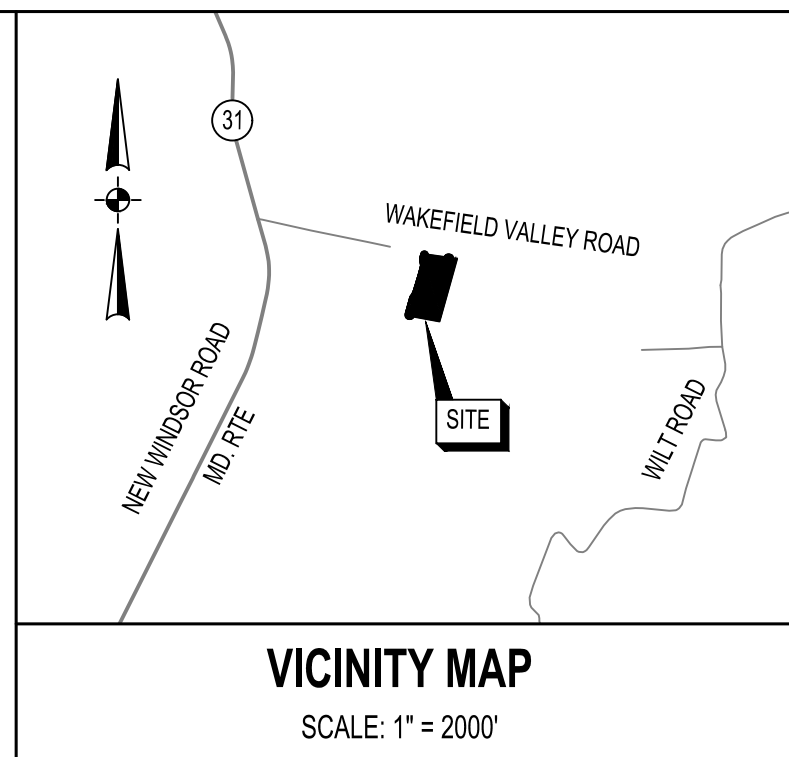 31
WAKEFIELD VALLEY ROAD
NEW WINDSOR ROAD
MD. RTE
SITE
WILT ROAD
VICINITY MAP
SCALE: 1" = 2000'